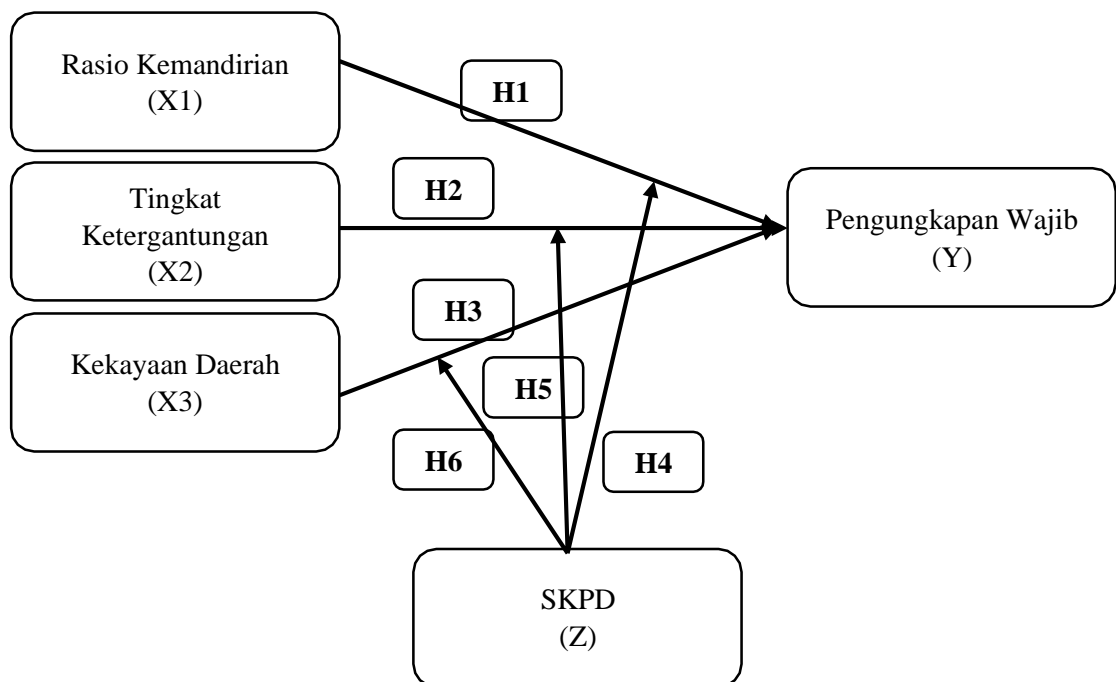 Rasio Kemandirian
(X1)
H1
Tingkat
Ketergantungan
(X2)
H2
Pengungkapan Wajib
(Y)
Kekayaan Daerah
(X3)
H3
H5
H6
H4
SKPD
(Z)